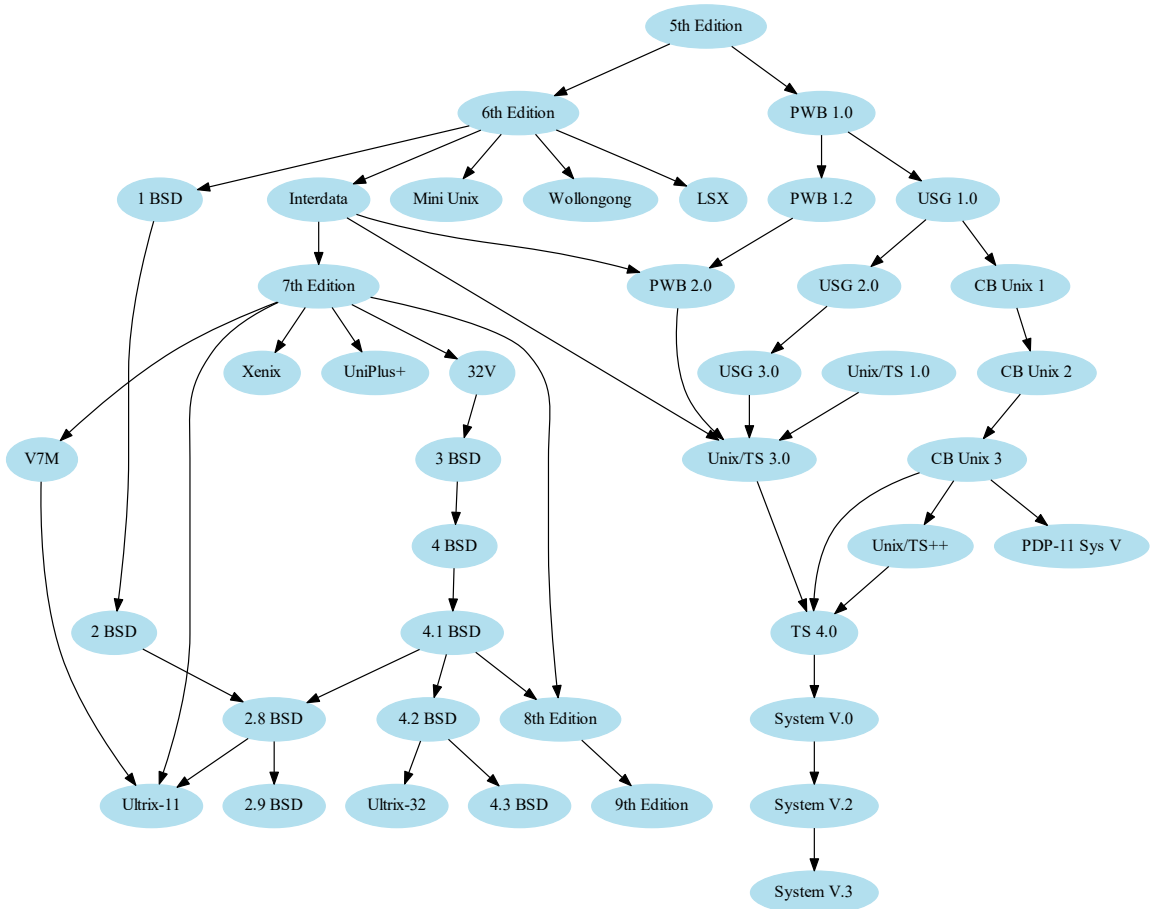 5th Edition
6th Edition
PWB 1.0
1 BSD
Interdata
Mini Unix
Wollongong
LSX
PWB 1.2
USG 1.0
7th Edition
PWB 2.0
USG 2.0
CB Unix 1
Xenix
UniPlus+
32V
USG 3.0
Unix/TS 1.0
CB Unix 2
V7M
3 BSD
Unix/TS 3.0
CB Unix 3
4 BSD
Unix/TS++
PDP-11 Sys V
2 BSD
4.1 BSD
TS 4.0
2.8 BSD
4.2 BSD
8th Edition
System V.0
Ultrix-11
2.9 BSD
Ultrix-32
4.3 BSD
9th Edition
System V.2
System V.3